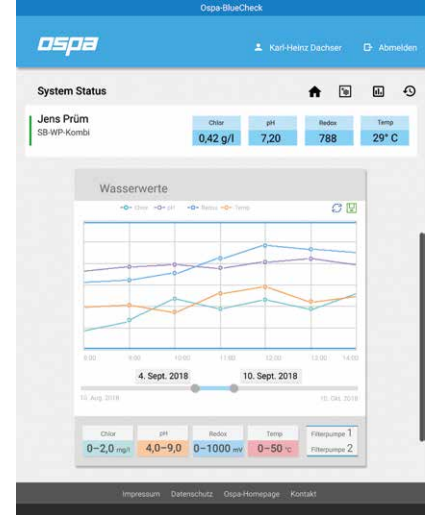 Ospa-BlueCheck
ospa
Karl-Heinz Dachser Abmelden
System Status
Jens Prüm
SB-WP-Kombi
Chlor pH Redox Temp
0,42 g/l 7,20 788 29° C
Wasserwerte
Chlor pH Redox Temp
8:00 9:00 10:00 11:00 12:00 13:00 14:00
4. Sept. 2018 10. Sept. 2018
10. Aug. 2018 10. Okt. 2018
Chlor pH Redox Temp Filterpumpe 1
0–2,0 mg/l 4,0–9,0 0–1000 mV 0–50 °C Filterpumpe 2
Impressum Datenschutz Ospa-Homepage Kontakt